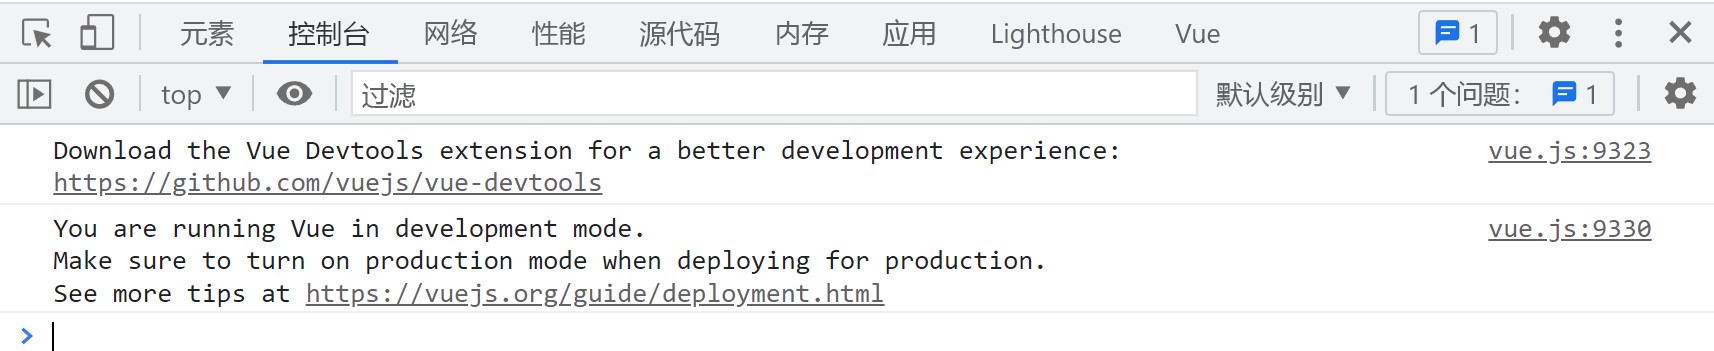 元素 控制台 网络 性能 源代码 内存 应用 Lighthouse Vue 1
top 过滤 默认级别 1 个问题： 1
Download the Vue Devtools extension for a better development experience: vue.js:9323
https://github.com/vuejs/vue-devtools
You are running Vue in development mode. vue.js:9330
Make sure to turn on production mode when deploying for production.
See more tips at https://vuejs.org/guide/deployment.html